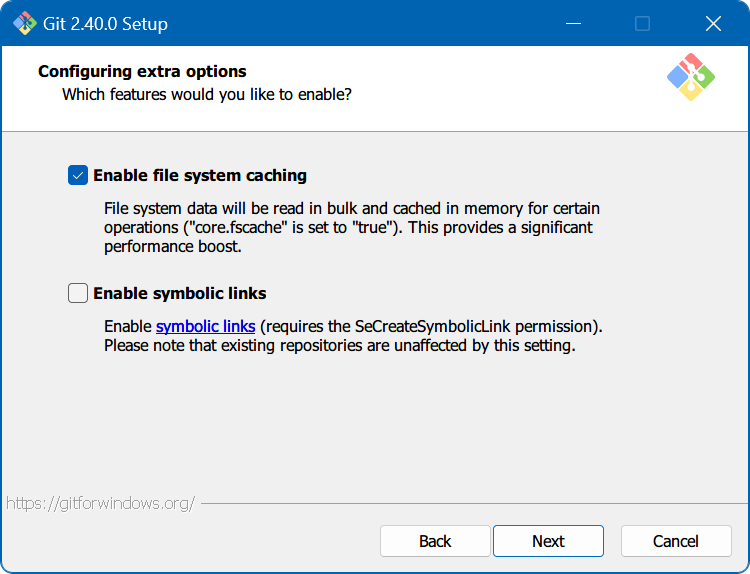 Git 2.40.0 Setup
Configuring extra options
Which features would you like to enable?
Enable file system caching
File system data will be read in bulk and cached in memory for certain
operations ("core.fscache" is set to "true"). This provides a significant
performance boost.
Enable symbolic links
Enable symbolic links (requires the SeCreateSymbolicLink permission).
Please note that existing repositories are unaffected by this setting.
https://gitforwindows.org/
Back
Next
Cancel